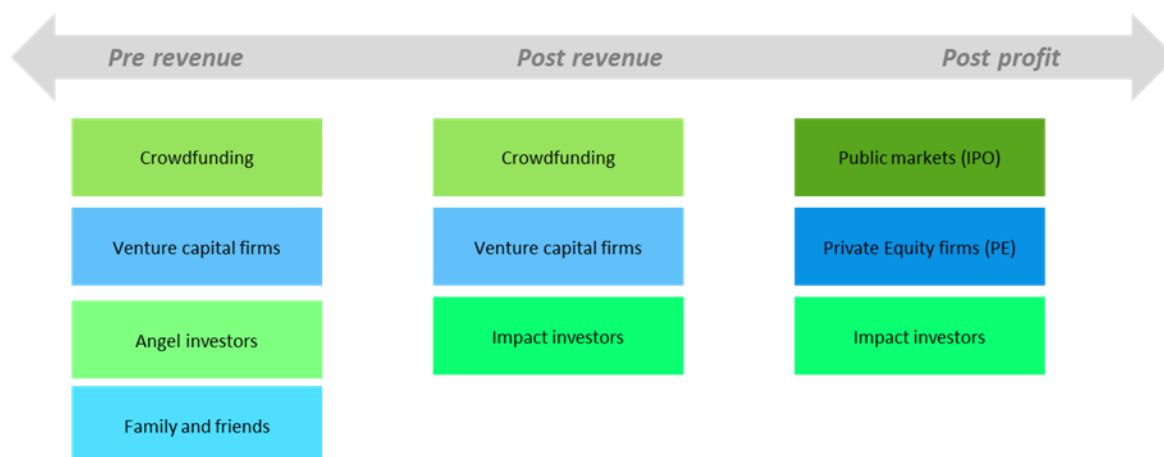 Pre revenue
Post revenue
Post profit
Crowdfunding
Crowdfunding
Public markets (IPO)
Venture capital firms
Venture capital firms
Private Equity firms (PE)
Angel investors
Impact investors
Impact investors
Family and friends